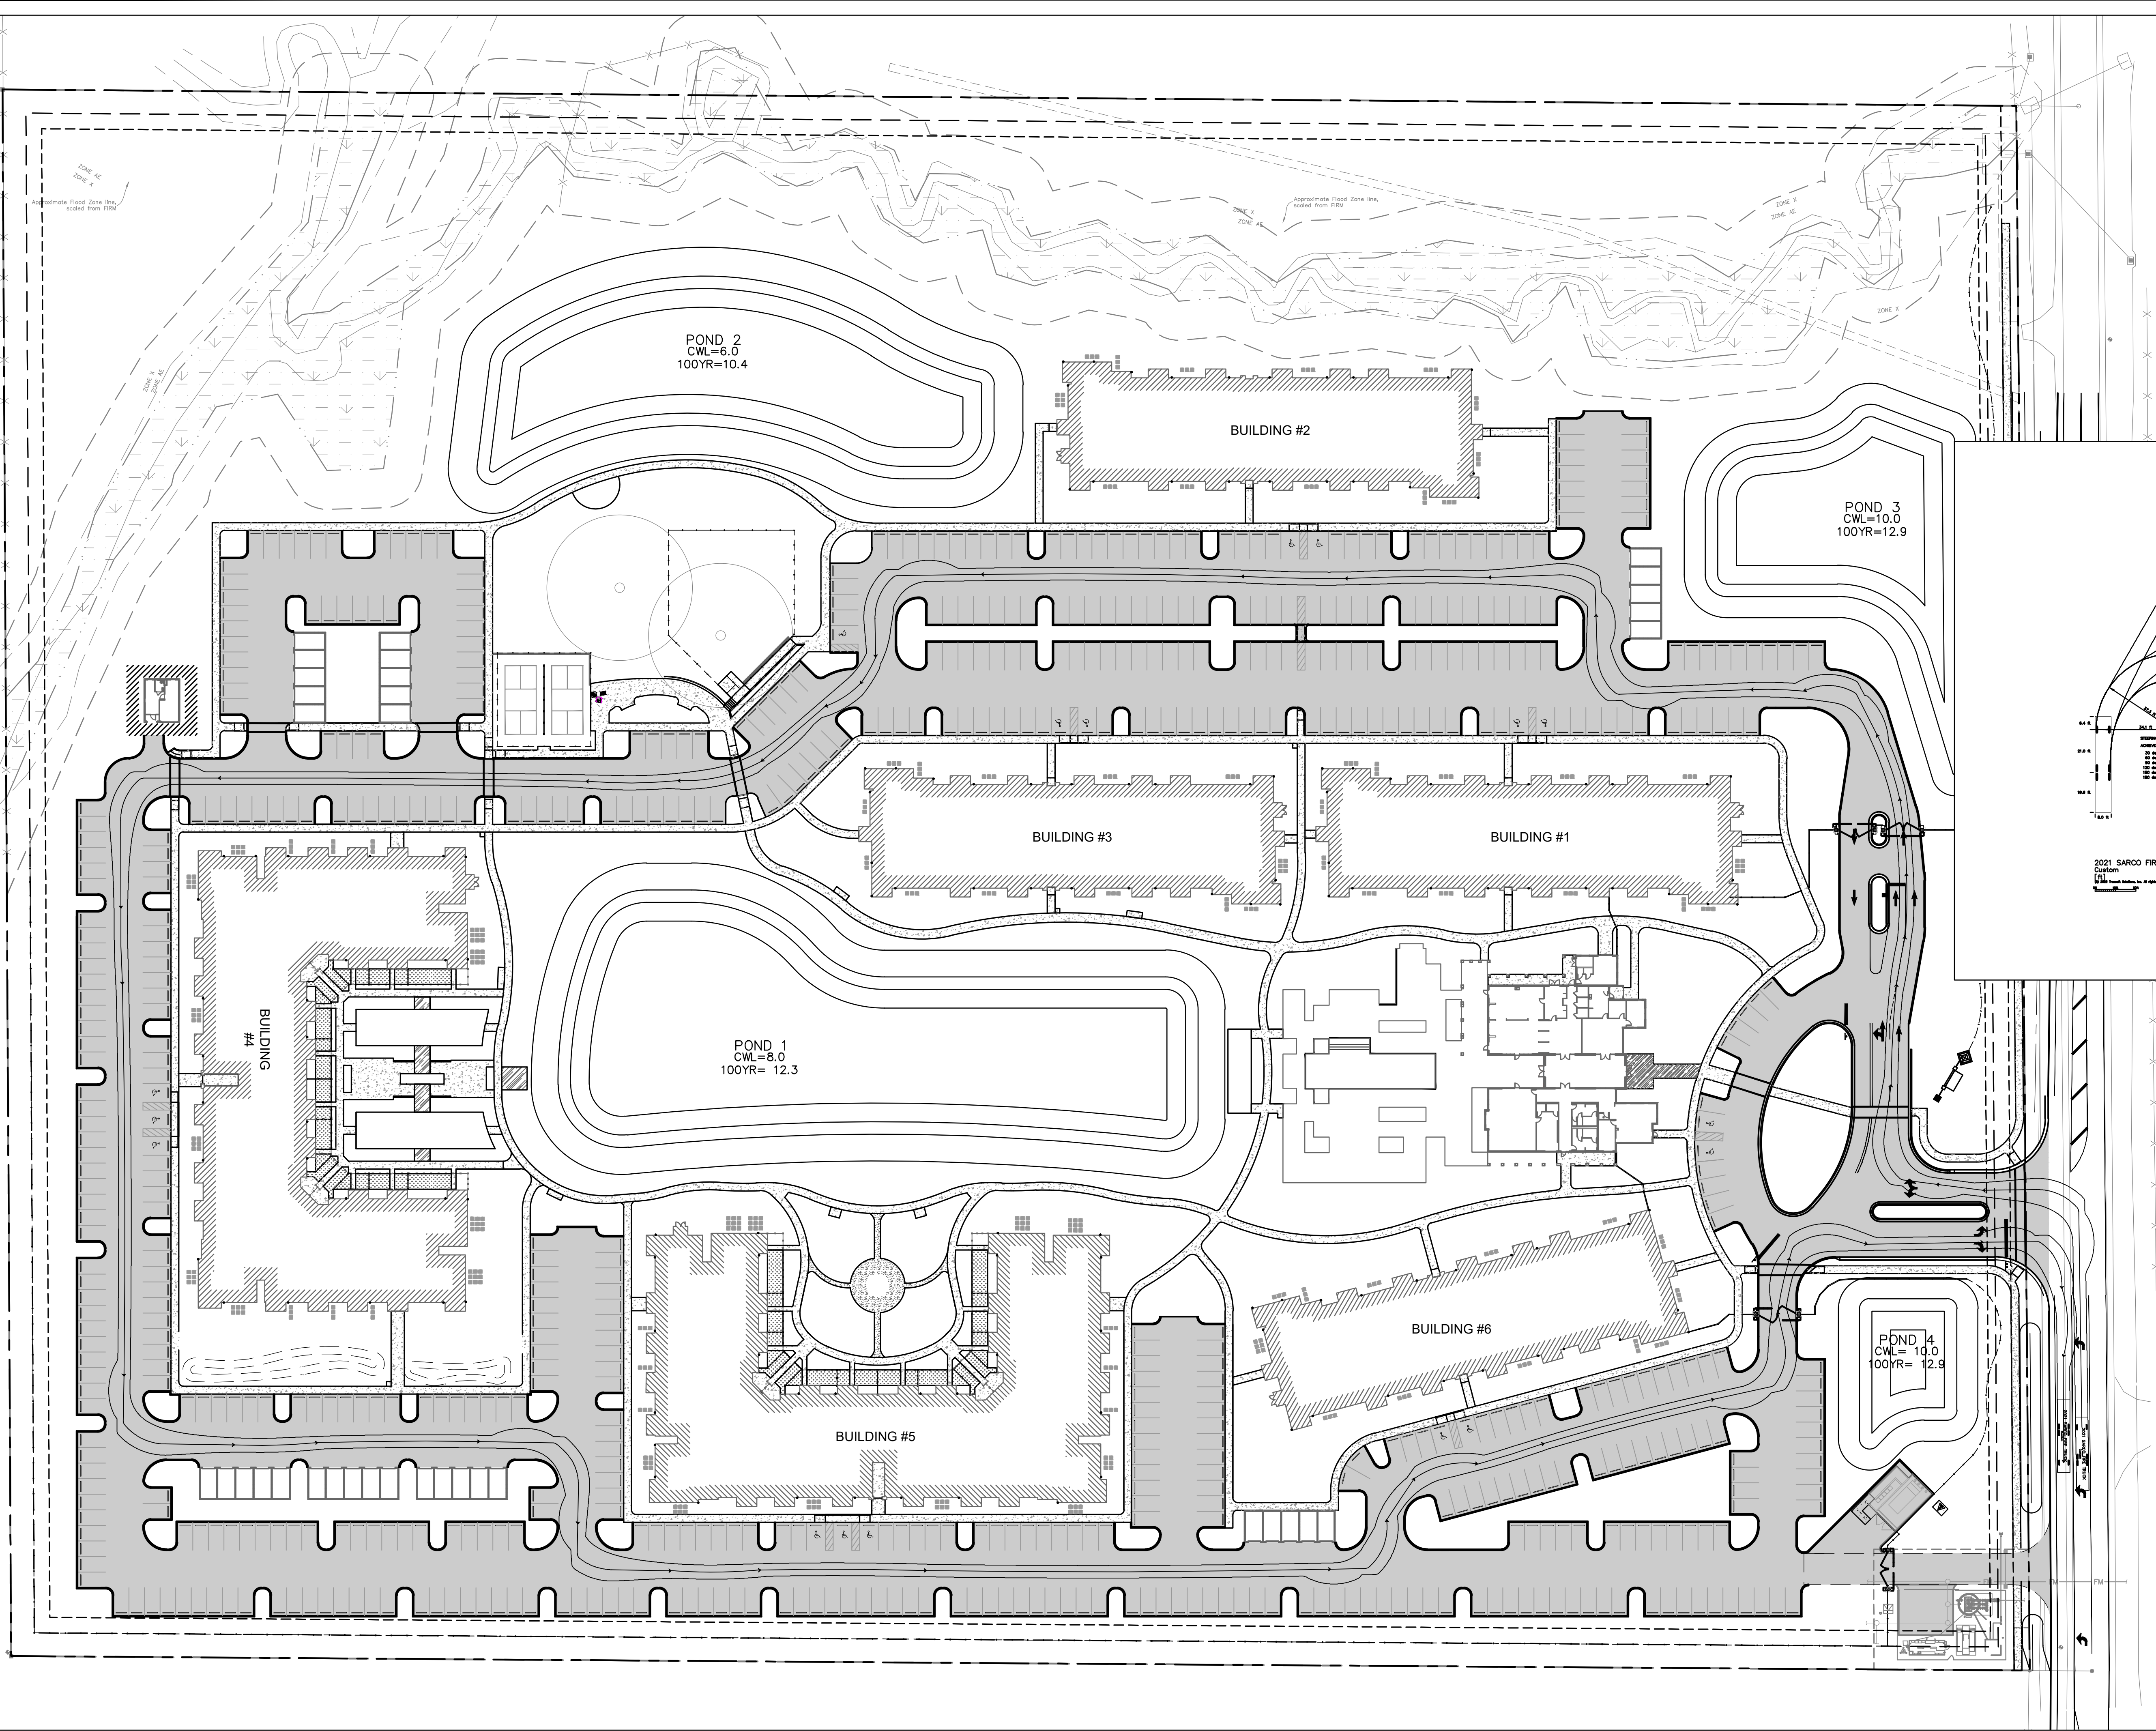 ZONE AE
ZONE X
Approximate Flood Zone line,
scaled from FIRM
Approximate Flood Zone line,
scaled from FIRM
ZONE X
ZONE AE
ZONE X
ZONE AE
ZONE X
ZONE X
ZONE AE
POND 2
CWL=6.0
100YR=10.4
BUILDING #2
POND 3
CWL=10.0
100YR=12.9
BUILDING #3
BUILDING #1
2021 SARCO FIR
Custom
[ft]
BUILDING
#4
POND 1
CWL=8.0
100YR= 12.3
BUILDING #6
POND 4
CWL= 10.0
100YR= 12.9
BUILDING #5
FM